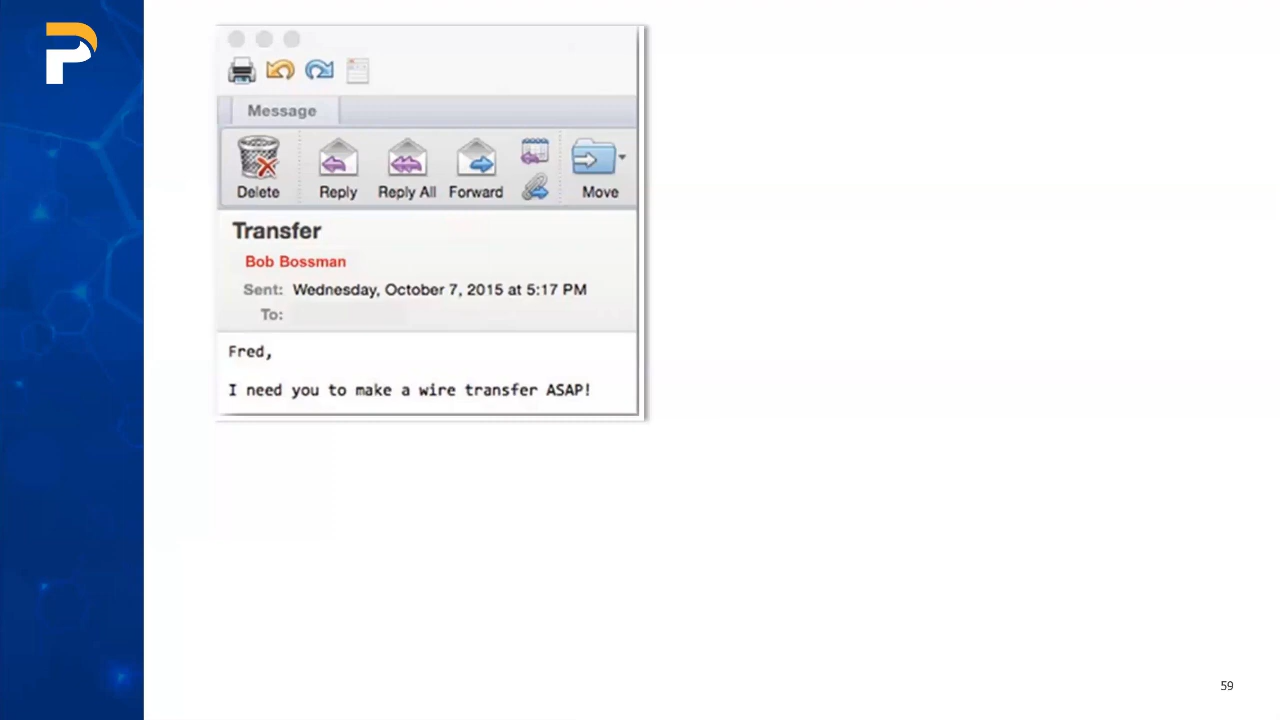 Message
Delete
Reply
Reply All
Forward
Move
Transfer
Bob Bossman
Sent: Wednesday, October 7, 2015 at 5:17 PM
To:
Fred,
I need you to make a wire transfer ASAP!
59